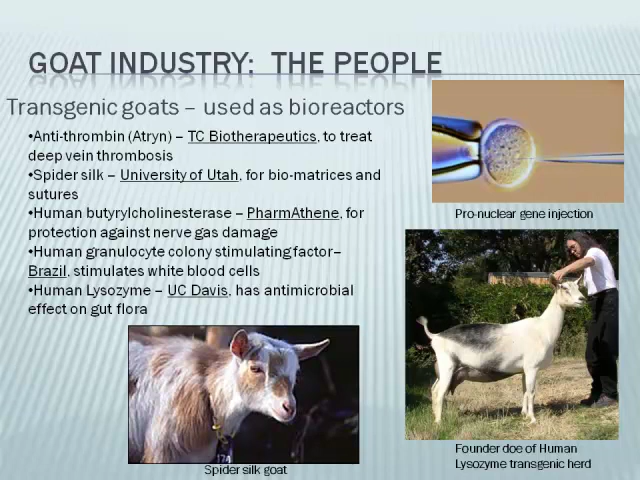 GOAT INDUSTRY: THE PEOPLE
Transgenic goats – used as bioreactors
•Anti-thrombin (Atryn) – TC Biotherapeutics, to treat
deep vein thrombosis
•Spider silk – University of Utah, for bio-matrices and
sutures
•Human butyrylcholinesterase – PharmAthene, for
protection against nerve gas damage
•Human granulocyte colony stimulating factor–
Brazil, stimulates white blood cells
•Human Lysozyme – UC Davis, has antimicrobial
effect on gut flora
Pro-nuclear gene injection
174
Spider silk goat
Founder doe of Human
Lysozyme transgenic herd